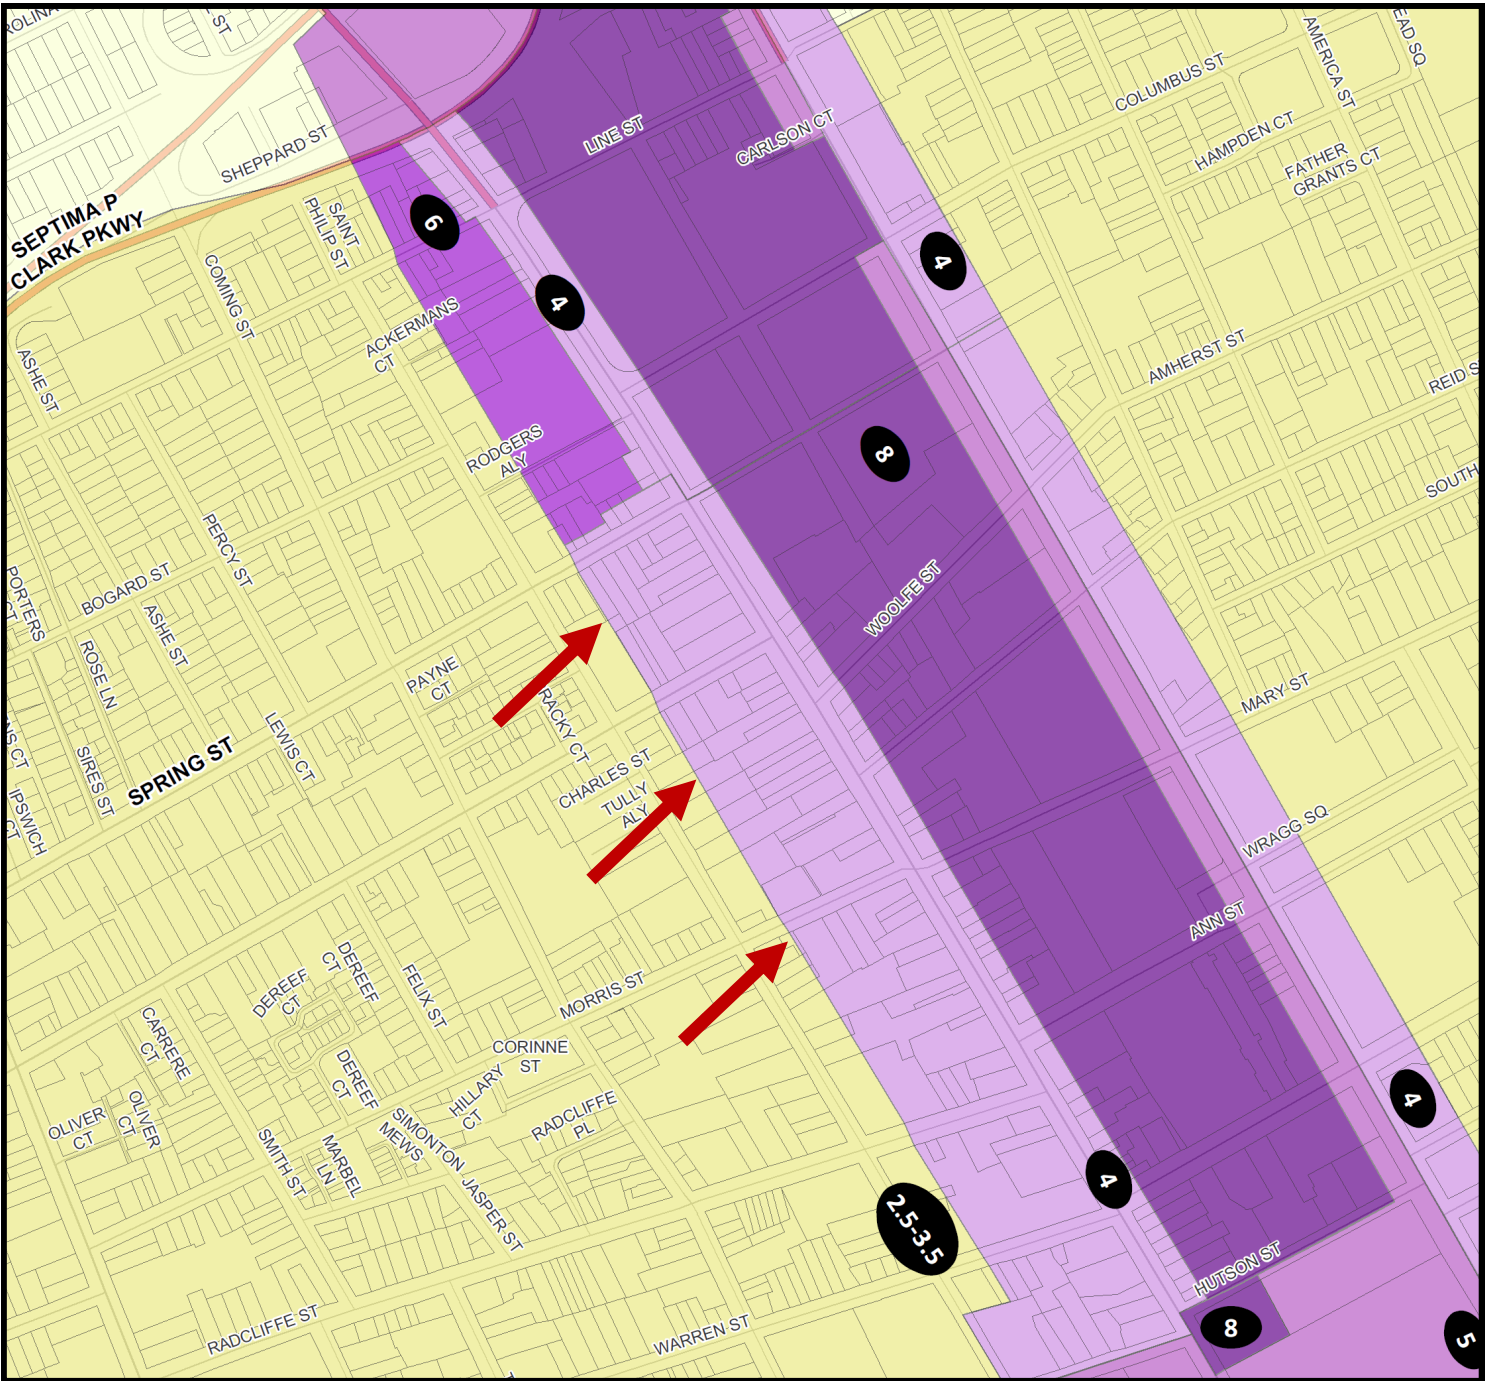 ST
COLUMBUS ST
AMERICA ST
HAMPDEN CT
FATHER
GRANTS CT
LINE ST
CARLSON CT
SHEPPARD ST
SEPTIMA P
CLARK PKWY
SAINT
PHILIP ST
6
4
4
COMING ST
ACKERMANS
CT
ASHE ST
AMHERST ST
REID S
RODGERS
ALY
8
SOUTH
PERCY ST
BOGARD ST
PORTERS
CT
ASHE ST
ROSE LN
WOOLFE ST
PAYNE
CT
RACKY CT
MARY ST
LEWIS CT
SPRING ST
SIRES ST
IPSWICH
CT
CHARLES ST
TULLY
ALY
WRAGG SQ
ANN ST
DEREEF
CT
DEREEF
CT
FELIX ST
MORRIS ST
CARRERE
CT
CORINNE
ST
DEREEF
CT
HILLARY
CT
RADCLIFFE
PL
OLIVER
CT
OLIVER
CT
SIMONTON
MEWS
SMITH ST
MARBEL
LN
JASPER ST
4
4
2.5-3.5
HUTSON ST
RADCLIFFE ST
WARREN ST
8
5